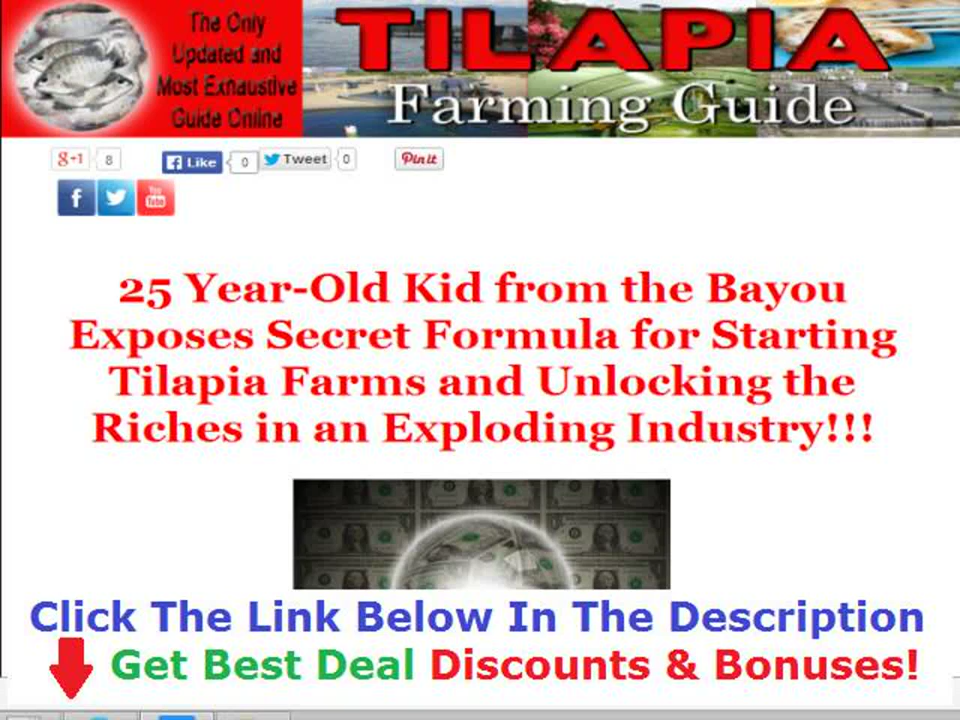 The Only
Updated and
Most Exhaustive
Guide Online
TILAPIA
Farming Guide
g+1 8 Like 0 Tweet 0 Pin it
f You Tube
25 Year-Old Kid from the Bayou
Exposes Secret Formula for Starting
Tilapia Farms and Unlocking the
Riches in an Exploding Industry!!!
Click The Link Below In The Description
Get Best Deal Discounts & Bonuses!